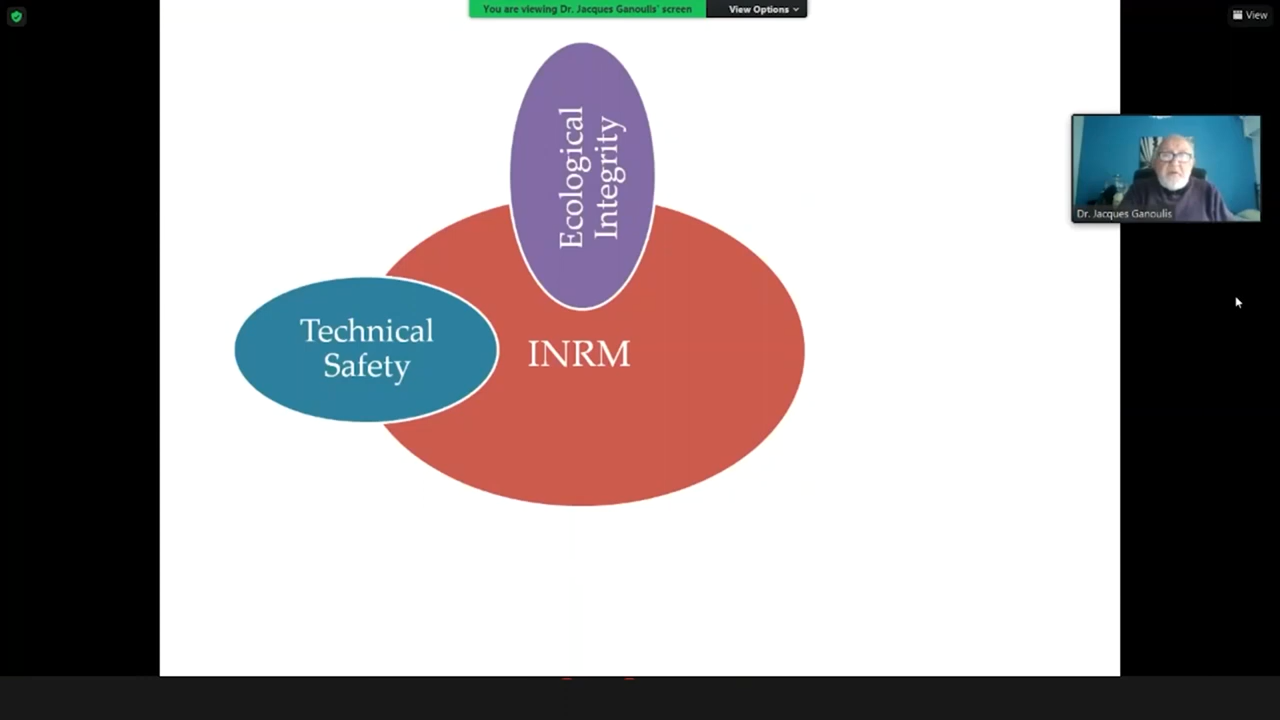 You are viewing Dr. Jacques Ganoulis' screen
View Options
View
Ecological
Integrity
Dr. Jacques Ganoulis
Technical
Safety
INRM